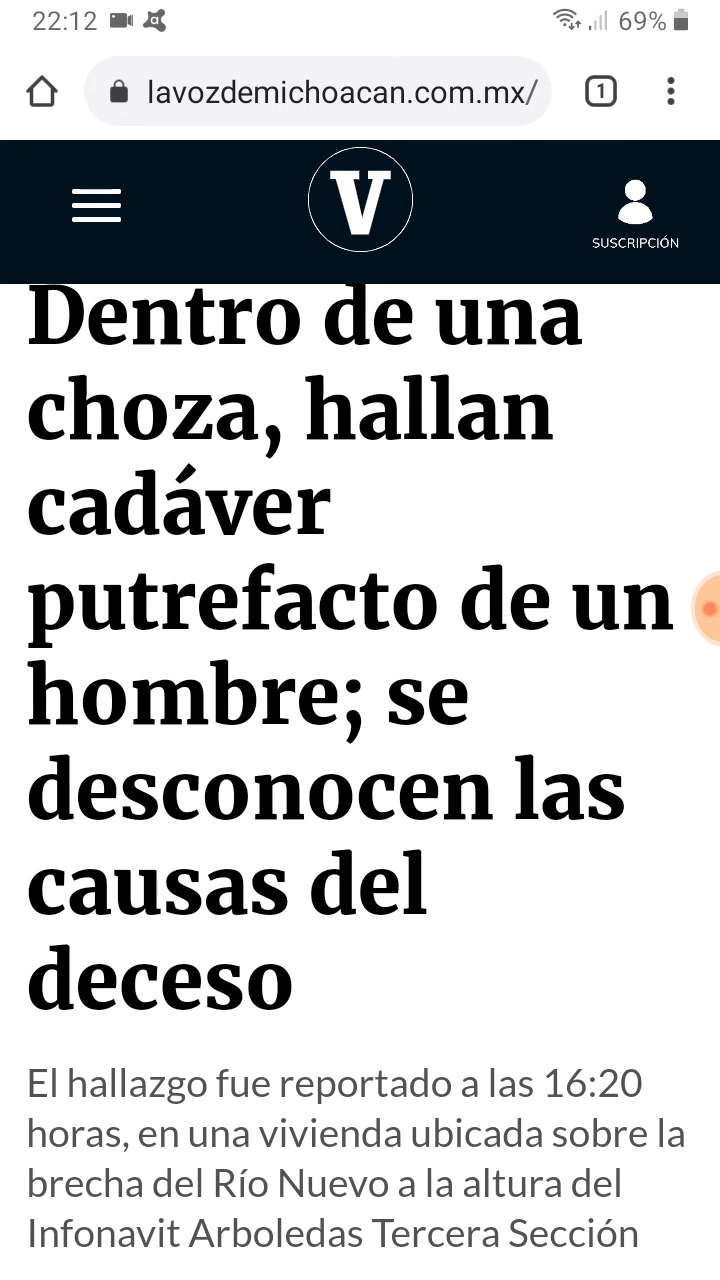 22:12 69%
lavozdemichoacan.com.mx/ 1
V
SUSCRIPCIÓN
Dentro de una
choza, hallan
cadáver
putrefacto de un
hombre; se
desconocen las
causas del
deceso
El hallazgo fue reportado a las 16:20
horas, en una vivienda ubicada sobre la
brecha del Río Nuevo a la altura del
Infonavit Arboledas Tercera Sección